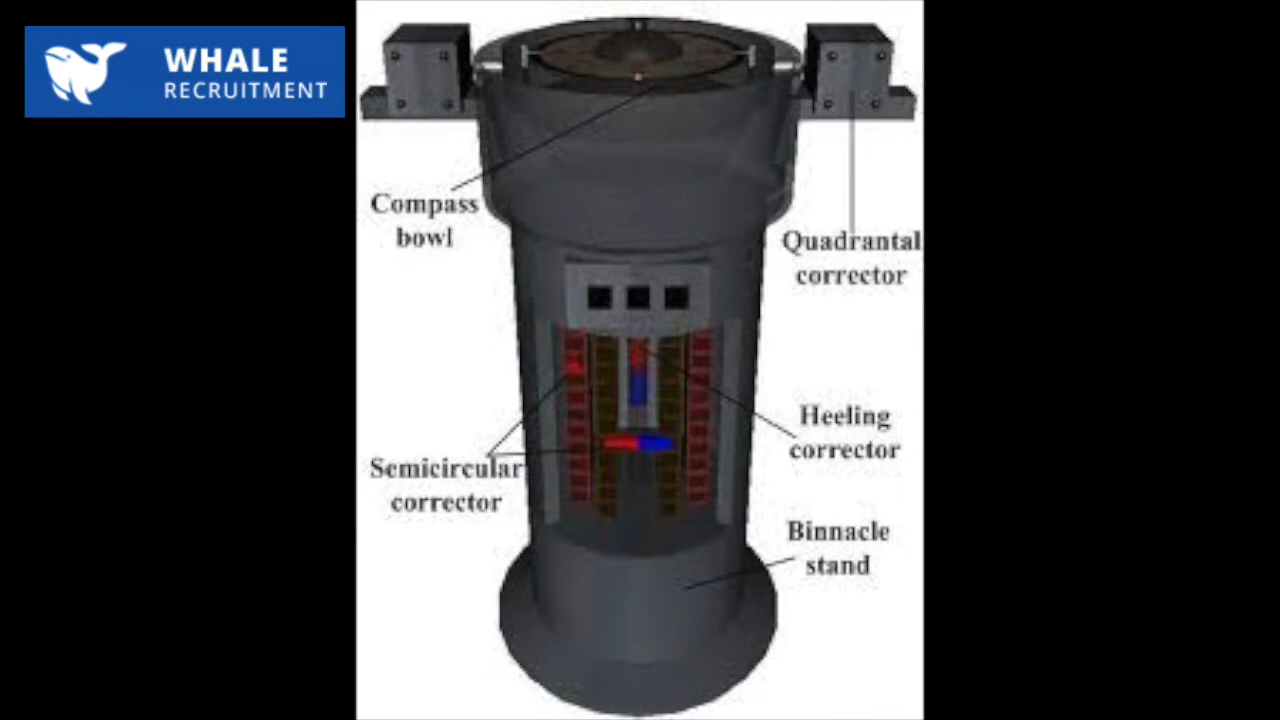 WHALE
RECRUITMENT
Compass
bowl
Quadrantal
corrector
Heeling
corrector
Semicircular
corrector
Binnacle
stand